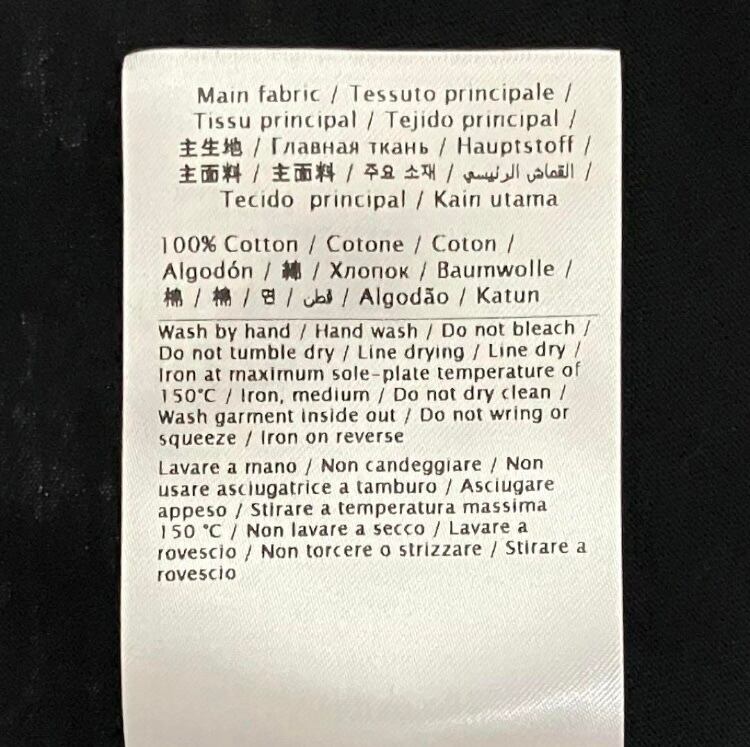 Main fabric / Tessuto principale /
Tissu principal / Tejido principal /
主生地 / Главная ткань / Hauptstoff /
主面料 / 主面料 / 주요 소재 / القماش الرئيسي /
Tecido principal / Kain utama
100% Cotton / Cotone / Coton /
Algodón / 綿 / Хлопок / Baumwolle /
棉 / 棉 / 면 / قطن / Algodão / Katun
Wash by hand / Hand wash / Do not bleach /
Do not tumble dry / Line drying / Line dry /
Iron at maximum sole-plate temperature of
150°C / Iron, medium / Do not dry clean /
Wash garment inside out / Do not wring or
squeeze / Iron on reverse
Lavare a mano / Non candeggiare / Non
usare asciugatrice a tamburo / Asciugare
appeso / Stirare a temperatura massima
150 °C / Non lavare a secco / Lavare a
rovescio / Non torcere o strizzare / Stirare a
rovescio